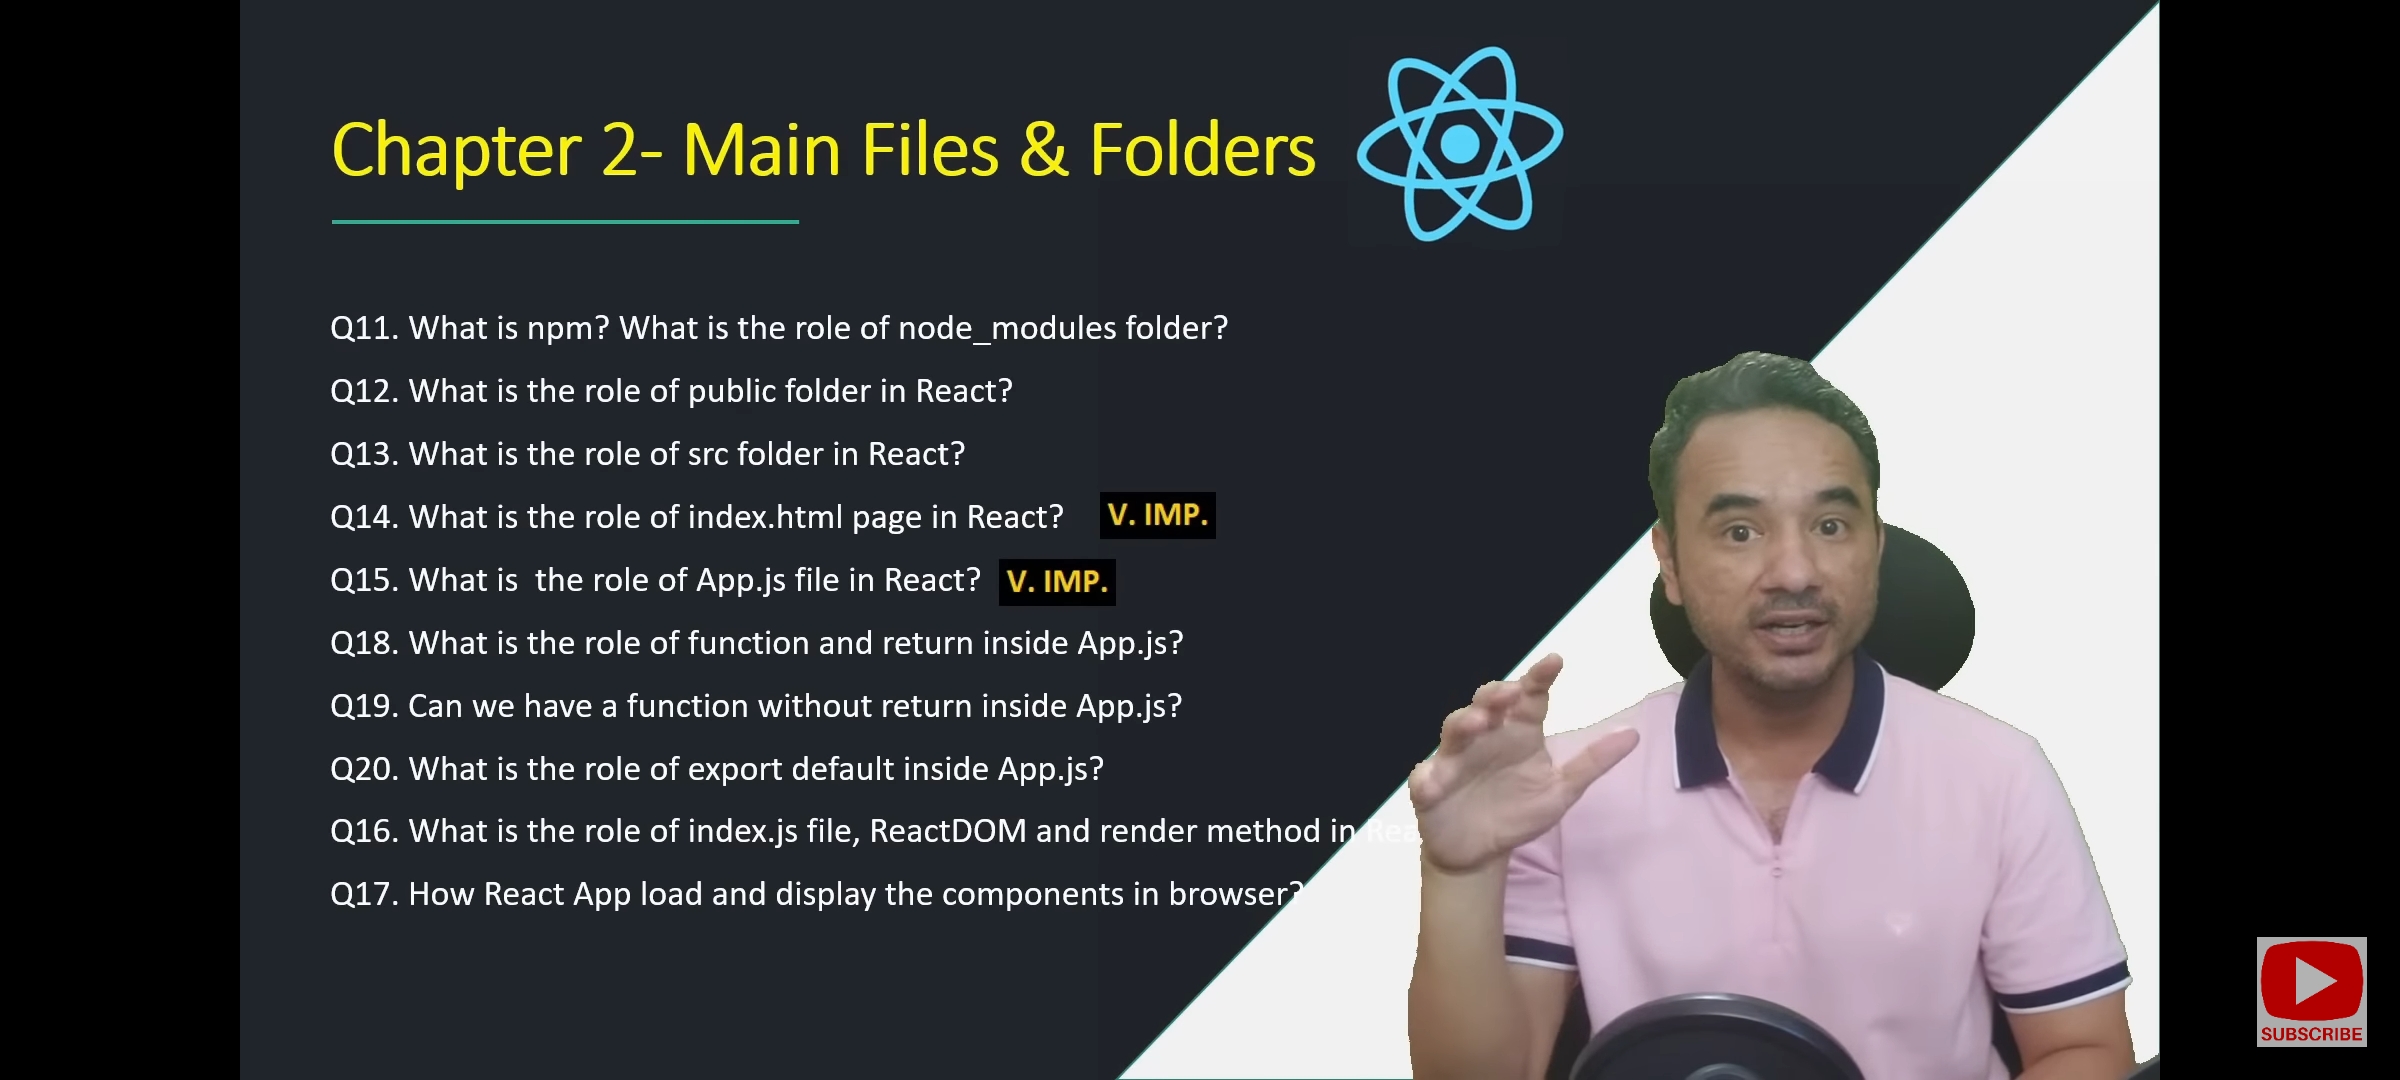 Chapter 2- Main Files & Folders
Q11. What is npm? What is the role of node_modules folder?
Q12. What is the role of public folder in React?
Q13. What is the role of src folder in React?
Q14. What is the role of index.html page in React? V. IMP.
Q15. What is  the role of App.js file in React? V. IMP.
Q18. What is the role of function and return inside App.js?
Q19. Can we have a function without return inside App.js?
Q20. What is the role of export default inside App.js?
Q16. What is the role of index.js file, ReactDOM and render method in
Q17. How React App load and display the components in browser?
SUBSCRIBE